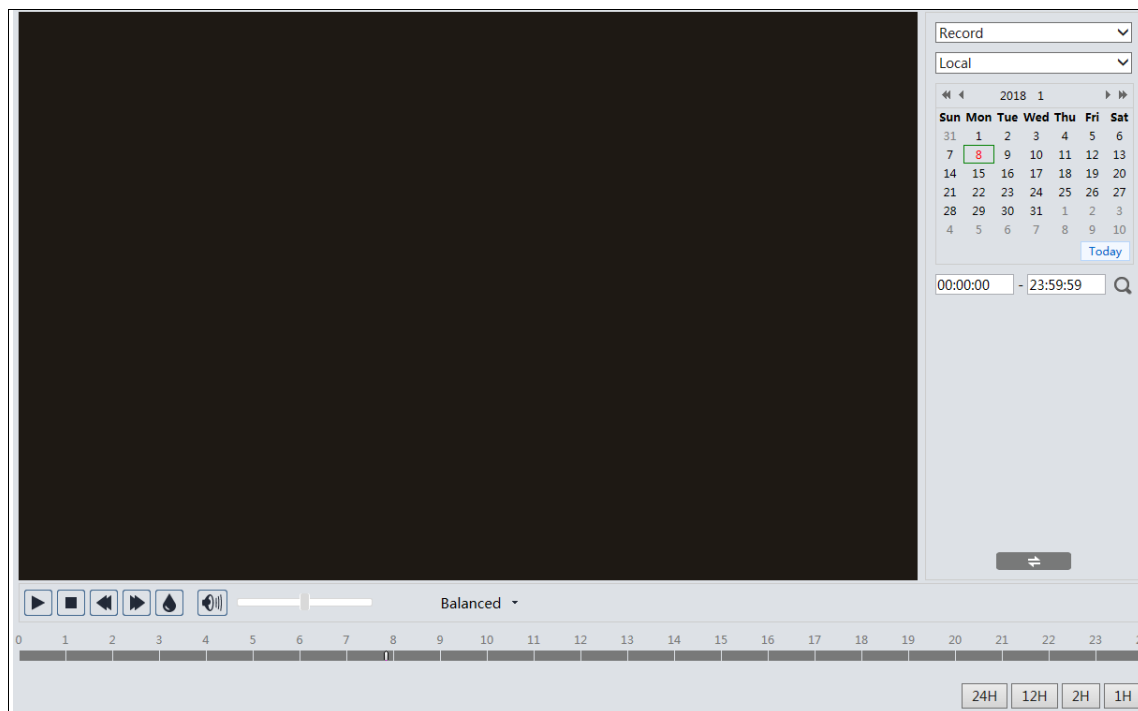 Record
Local
2018 1
Sun Mon Tue Wed Thu Fri Sat
31 1 2 3 4 5 6
7 8 9 10 11 12 13
14 15 16 17 18 19 20
21 22 23 24 25 26 27
28 29 30 31 1 2 3
4 5 6 7 8 9 10
Today
00:00:00 - 23:59:59
Balanced
0 1 2 3 4 5 6 7 8 9 10 11 12 13 14 15 16 17 18 19 20 21 22 23
24H 12H 2H 1H